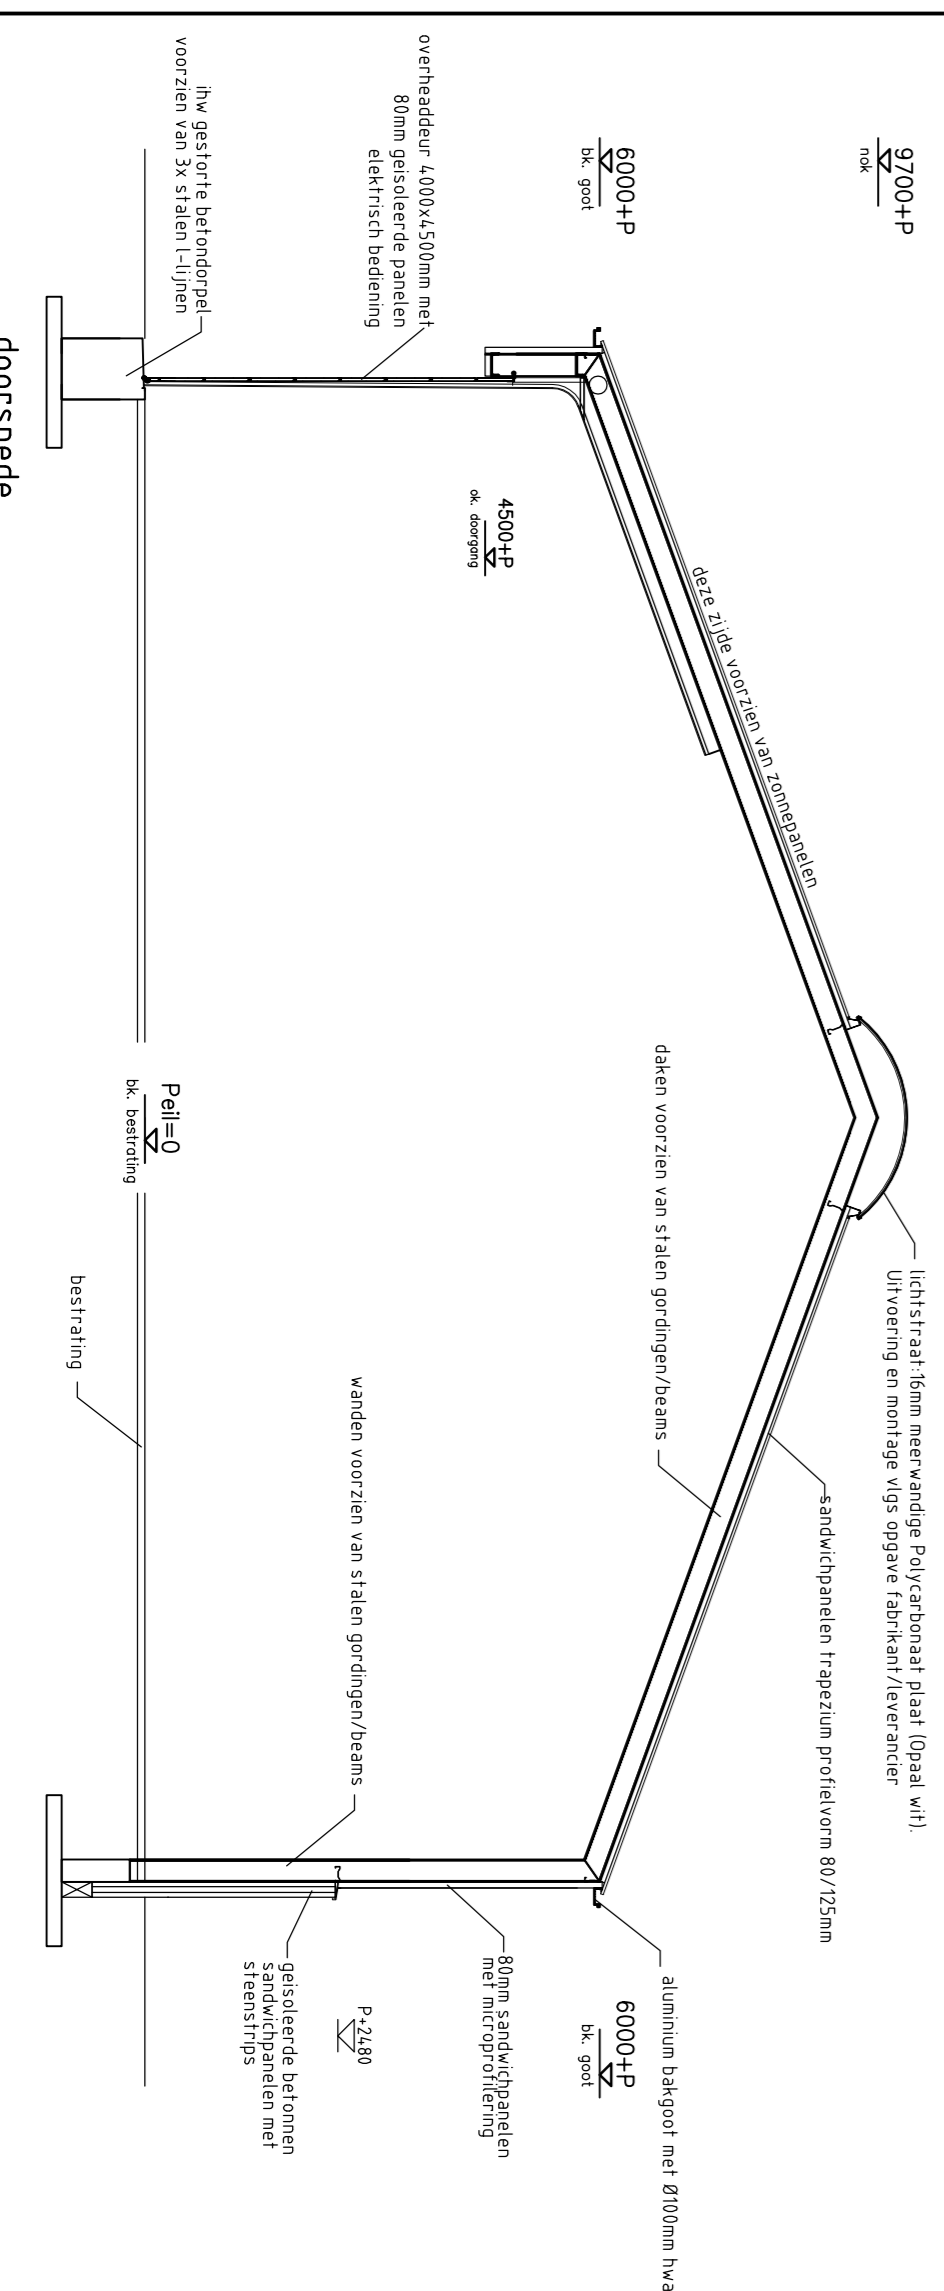 9700+P
nok
6000+P
bk. goot
overheaddeur 4000x4500mm met
80mm geisoleerde panelen
elektrisch bediening
ihw gestorte betondorpel
voorzien van 3x stalen l-lijnen
4500+P
ok. doorgang
deze zijde voorzien van zonnepanelen
lichtstraat:16mm meerwandige Polycarbonaat plaat (Opaal wit).
Uitvoering en montage vlgs opgave fabrikant/leverancier
sandwichpanelen trapezium profielvorm 80/125mm
daken voorzien van stalen gordingen/beams
Peil=0
bk. bestrating
bestrating
wanden voorzien van stalen gordingen/beams
aluminium bakgoot met Ø100mm hwa
6000+P
bk. goot
80mm sandwichpanelen
met microprofilering
P+2480
geisoleerde betonnen
sandwichpanelen met
steenstrips
doorsnede